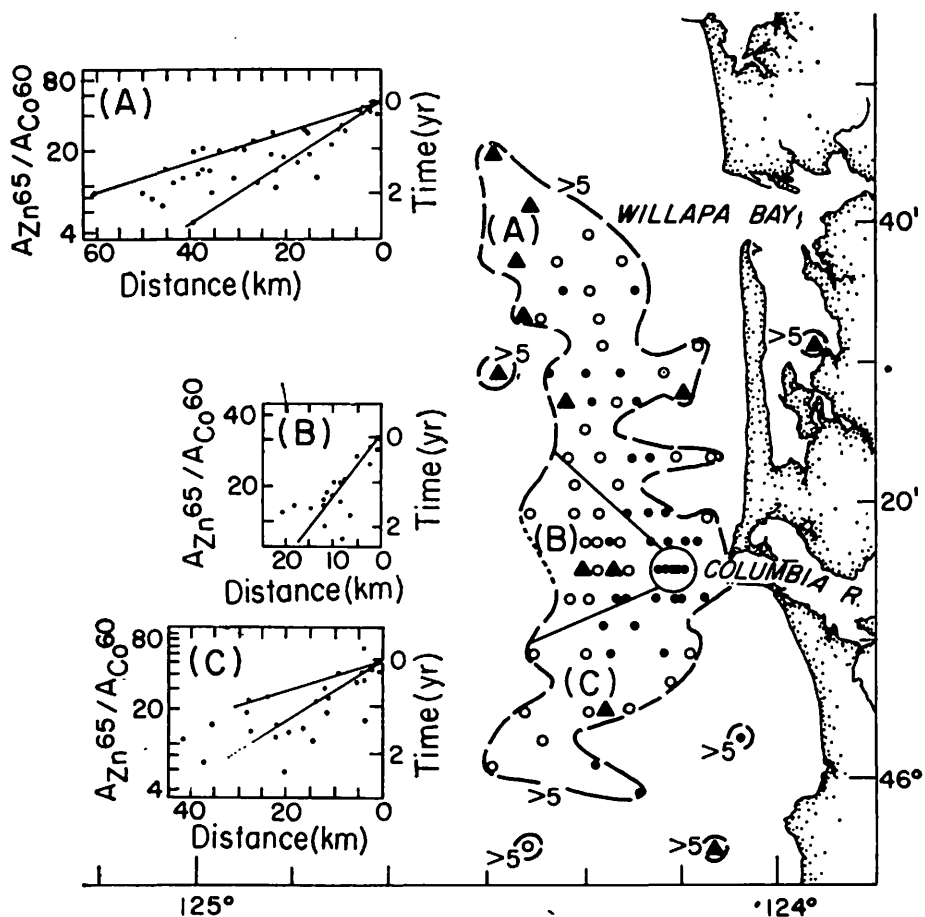 A Zn65/A Co60
80
20
4
(A)
0
2
Time(yr)
60
40
20
0
Distance(km)
A Zn65/A Co60
40
20
(B)
0
2
Time(yr)
20
10
0
Distance(km)
A Zn65/A Co60
80
20
4
(C)
0
2
Time(yr)
40
20
0
Distance(km)
>5
WILLAPA BAY
40'
(A)
>5
>5
20'
(B)
COLUMBIA R.
(C)
>5
>5
46°
>5
>5
125°
124°